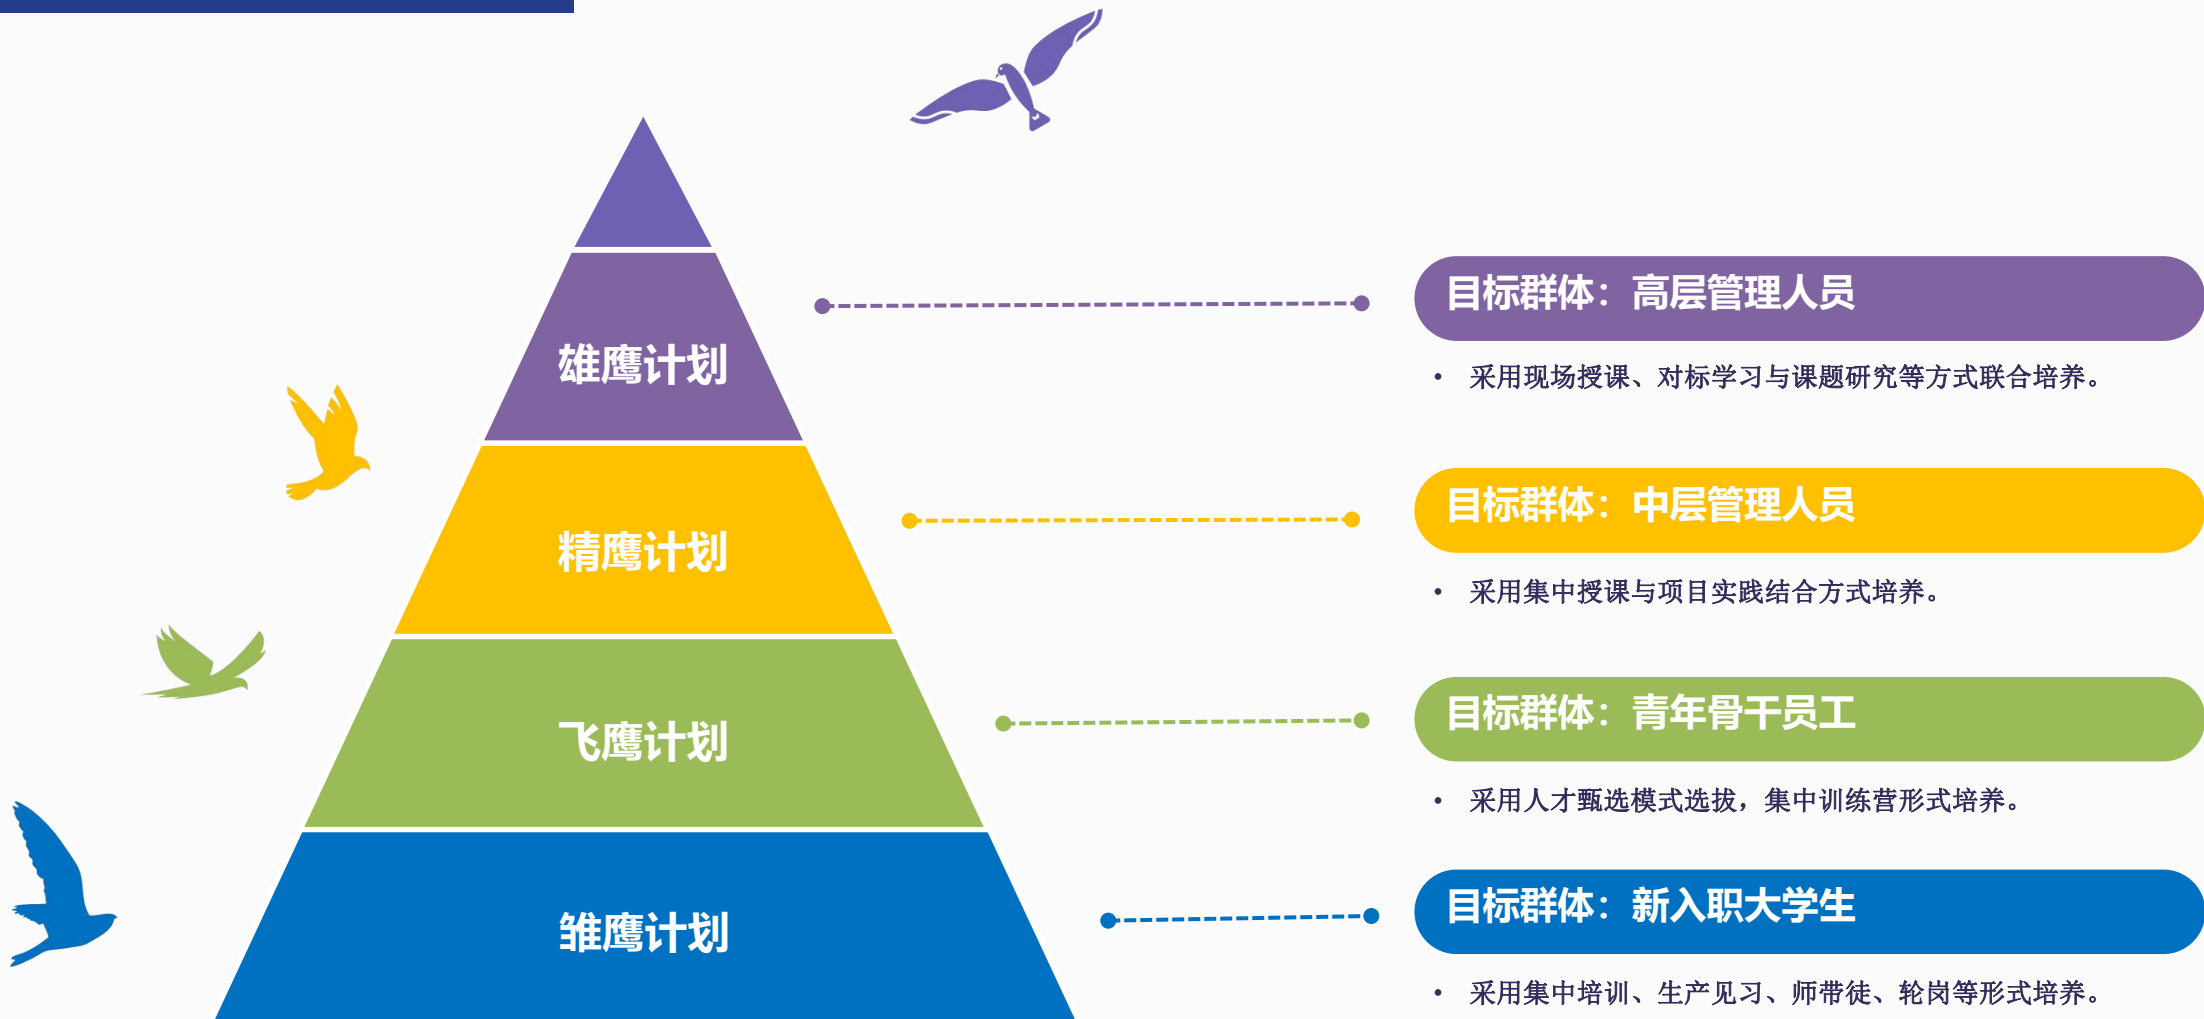 雄鹰计划
目标群体：高层管理人员
• 采用现场授课、对标学习与课题研究等方式联合培养。
精鹰计划
目标群体：中层管理人员
• 采用集中授课与项目实践结合方式培养。
飞鹰计划
目标群体：青年骨干员工
• 采用人才甄选模式选拔，集中训练营形式培养。
雏鹰计划
目标群体：新入职大学生
• 采用集中培训、生产见习、师带徒、轮岗等形式培养。